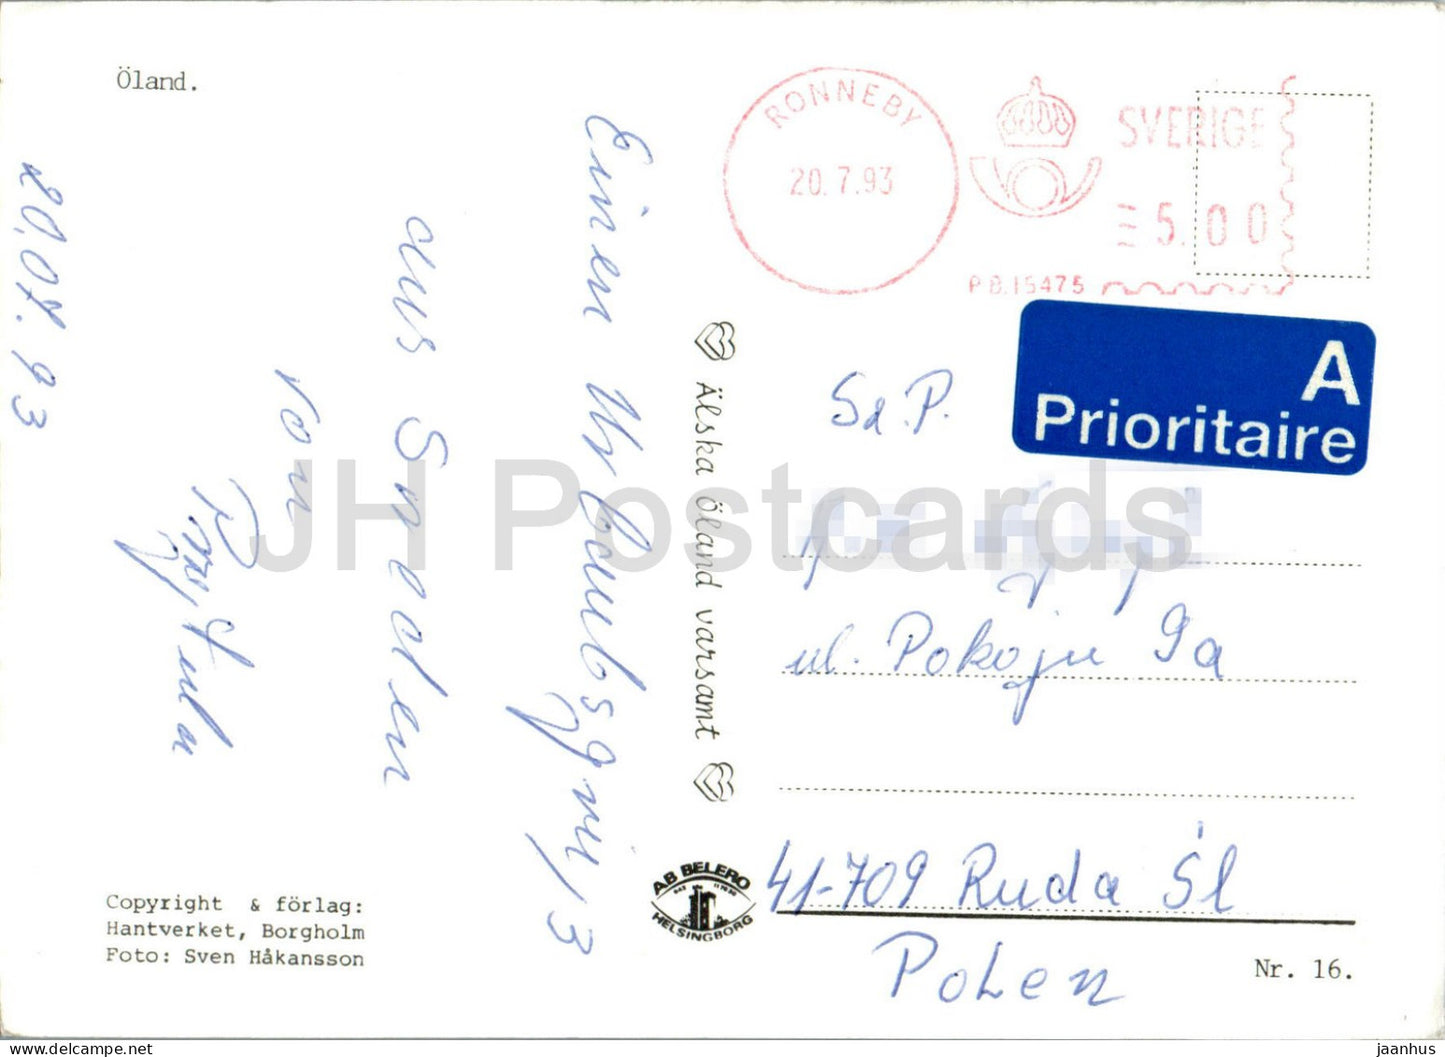 Öland.
20.07.93
Einen Urlaubsgruß
aus Sweden
von
RONNEBY
20.7.93
SVERIGE
5.00
PB.15475
A
Prioritaire
Sz.P.
ul. Pokoju 9a
41-709 Ruda Śl
Polen
Älska Öland varsamt
AB BELERO
HELSINGBORG
Copyright & förlag:
Hantverket, Borgholm
Foto: Sven Håkansson
Nr. 16.
JH Postcards
delcampe.net
jaanhus